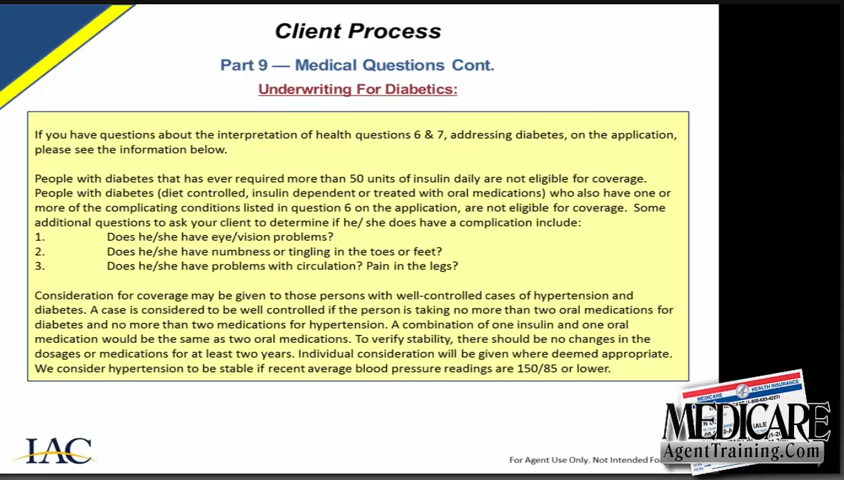 Client Process
Part 9 — Medical Questions Cont.
Underwriting For Diabetics:
If you have questions about the interpretation of health questions 6 & 7, addressing diabetes, on the application,
please see the information below.
People with diabetes that has ever required more than 50 units of insulin daily are not eligible for coverage.
People with diabetes (diet controlled, insulin dependent or treated with oral medications) who also have one or
more of the complicating conditions listed in question 6 on the application, are not eligible for coverage.  Some
additional questions to ask your client to determine if he/ she does have a complication include:
1. Does he/she have eye/vision problems?
2. Does he/she have numbness or tingling in the toes or feet?
3. Does he/she have problems with circulation? Pain in the legs?
Consideration for coverage may be given to those persons with well-controlled cases of hypertension and
diabetes. A case is considered to be well controlled if the person is taking no more than two oral medications for
diabetes and no more than two medications for hypertension. A combination of one insulin and one oral
medication would be the same as two oral medications. To verify stability, there should be no changes in the
dosages or medications for at least two years. Individual consideration will be given where deemed appropriate.
We consider hypertension to be stable if recent average blood pressure readings are 150/85 or lower.
MEDICARE HEALTH INSURANCE
MEDICARE
AgentTraining.Com
IAC
For Agent Use Only. Not Intended